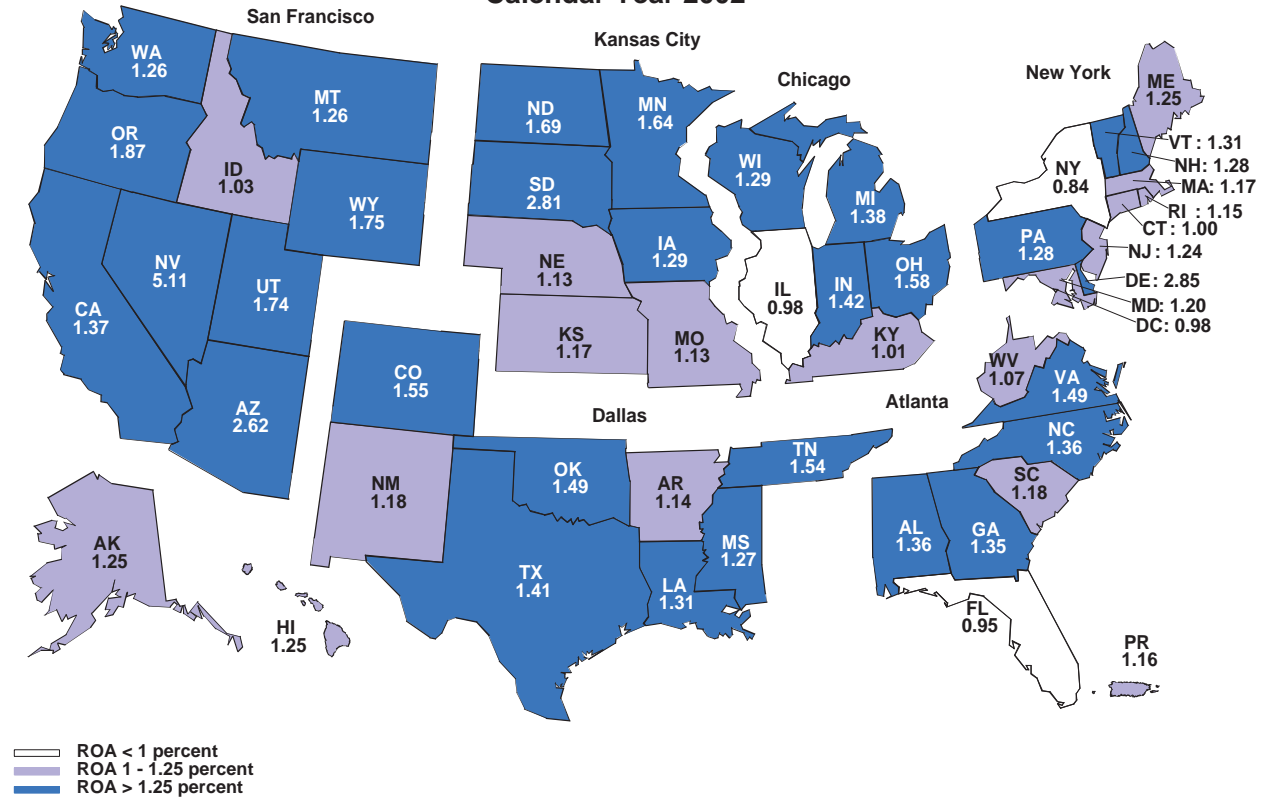 Calendar Year 2002
San Francisco
Kansas City
Chicago
New York
WA
1.26
MT
1.26
OR
1.87
ID
1.03
WY
1.75
NV
5.11
UT
1.74
CA
1.37
AZ
2.62
AK
1.25
HI
1.25
ND
1.69
MN
1.64
SD
2.81
IA
1.29
NE
1.13
KS
1.17
MO
1.13
CO
1.55
Dallas
NM
1.18
OK
1.49
AR
1.14
TN
1.54
TX
1.41
LA
1.31
MS
1.27
WI
1.29
MI
1.38
IL
0.98
IN
1.42
OH
1.58
KY
1.01
Atlanta
WV
1.07
VA
1.49
NC
1.36
SC
1.18
AL
1.36
GA
1.35
FL
0.95
PR
1.16
ME
1.25
NY
0.84
PA
1.28
VT : 1.31
NH: 1.28
MA: 1.17
RI : 1.15
CT: 1.00
NJ : 1.24
DE: 2.85
MD: 1.20
DC: 0.98
ROA < 1 percent
ROA 1 - 1.25 percent
ROA > 1.25 percent